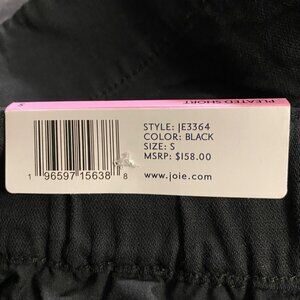 PLEATED SHORT
S
STYLE: JE3364
COLOR: BLACK
SIZE: S
MSRP: $158.00
www.joie.com
1 96597 15638 8